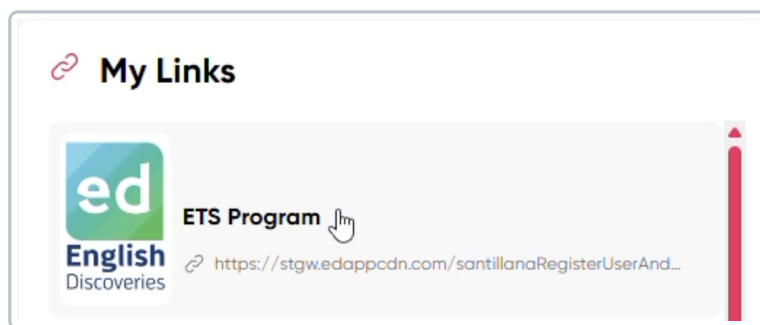 My Links
ed
English
Discoveries
ETS Program
https://stgw.edappcdn.com/santillanaRegisterUserAnd...